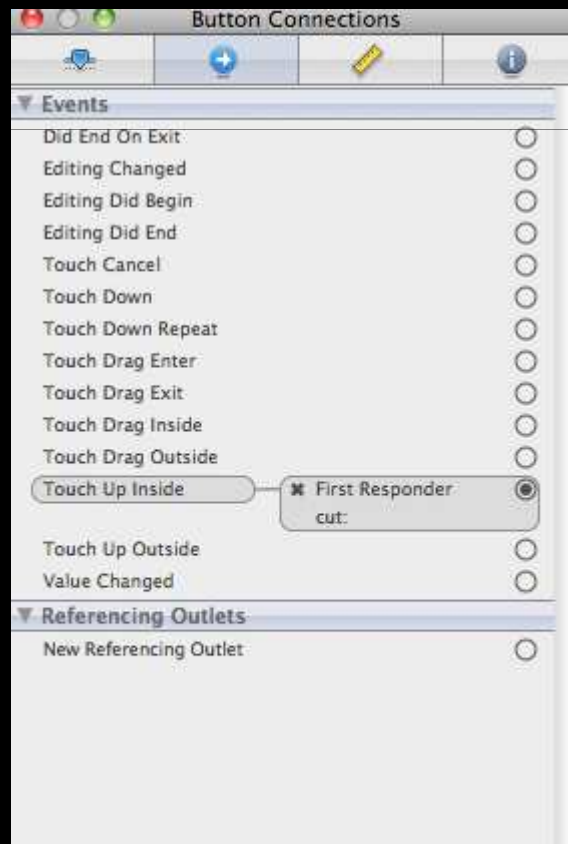 Button Connections
Events
Did End On Exit
Editing Changed
Editing Did Begin
Editing Did End
Touch Cancel
Touch Down
Touch Down Repeat
Touch Drag Enter
Touch Drag Exit
Touch Drag Inside
Touch Drag Outside
Touch Up Inside First Responder
cut:
Touch Up Outside
Value Changed
Referencing Outlets
New Referencing Outlet